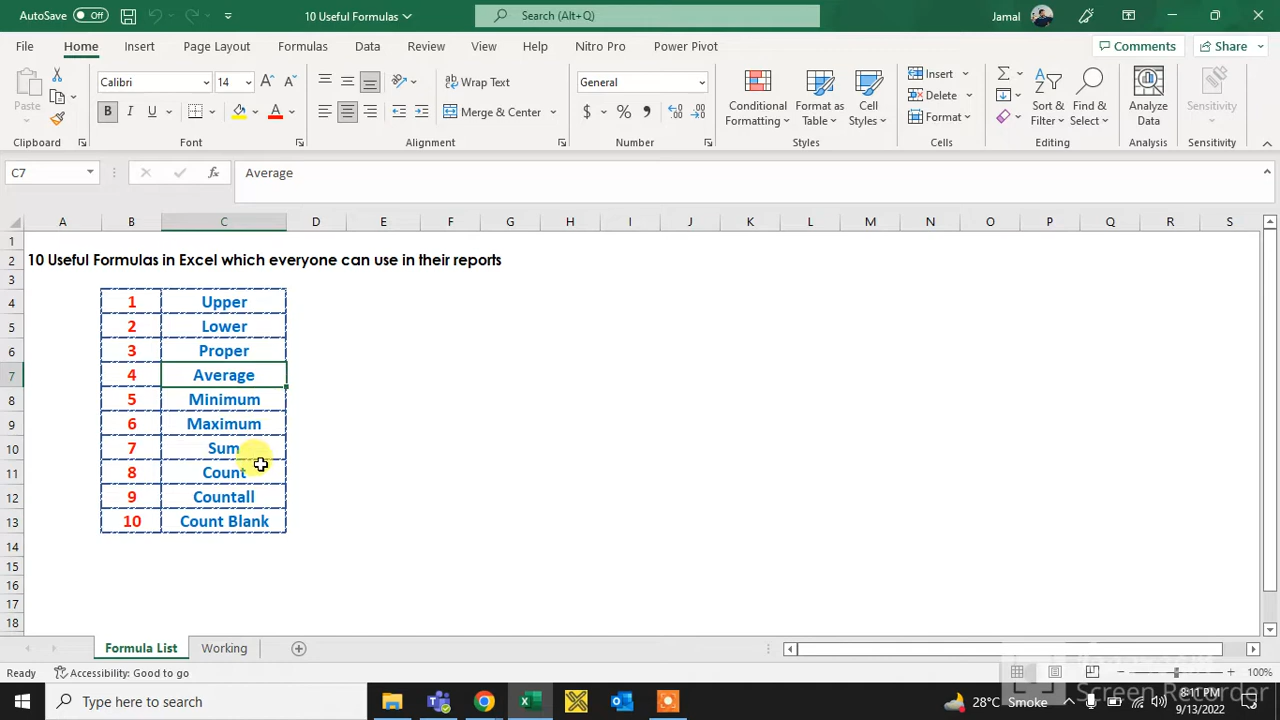 AutoSave Off
10 Useful Formulas
Search (Alt+Q)
Jamal
File Home Insert Page Layout Formulas Data Review View Help Nitro Pro Power Pivot
Comments Share
Paste
Calibri 14
Wrap Text
General
Conditional Formatting
Format as Table
Cell Styles
Insert
Delete
Format
Sort & Filter
Find & Select
Analyze Data
Sensitivity
B I U A
Merge & Center
$ %
Clipboard Font Alignment Number Styles Cells Editing Analysis Sensitivity
C7 fx Average
A B C D E F G H I J K L M N O P Q R S
1
2 10 Useful Formulas in Excel which everyone can use in their reports
3
4 1 Upper
5 2 Lower
6 3 Proper
7 4 Average
8 5 Minimum
9 6 Maximum
10 7 Sum
11 8 Count
12 9 Countall
13 10 Count Blank
14
15
16
17
18
Formula List Working
Ready Accessibility: Good to go
100%
Screen Recorder
Type here to search
28°C Smoke
8:11 PM
9/13/2022